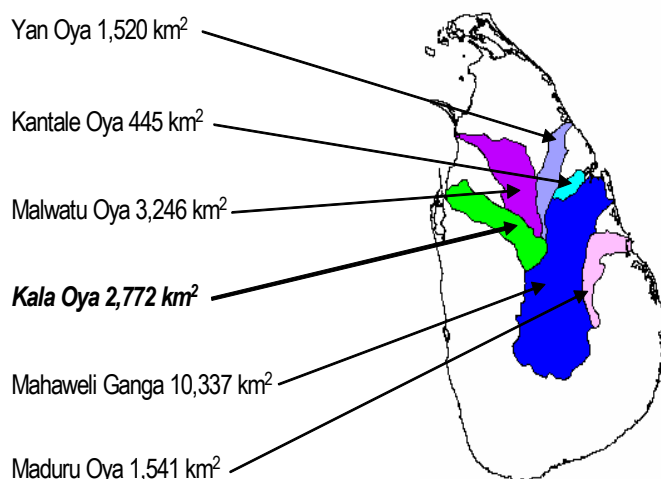 Yan Oya 1,520 km²
Kantale Oya 445 km²
Malwatu Oya 3,246 km²
Kala Oya 2,772 km²
Mahaweli Ganga 10,337 km²
Maduru Oya 1,541 km²